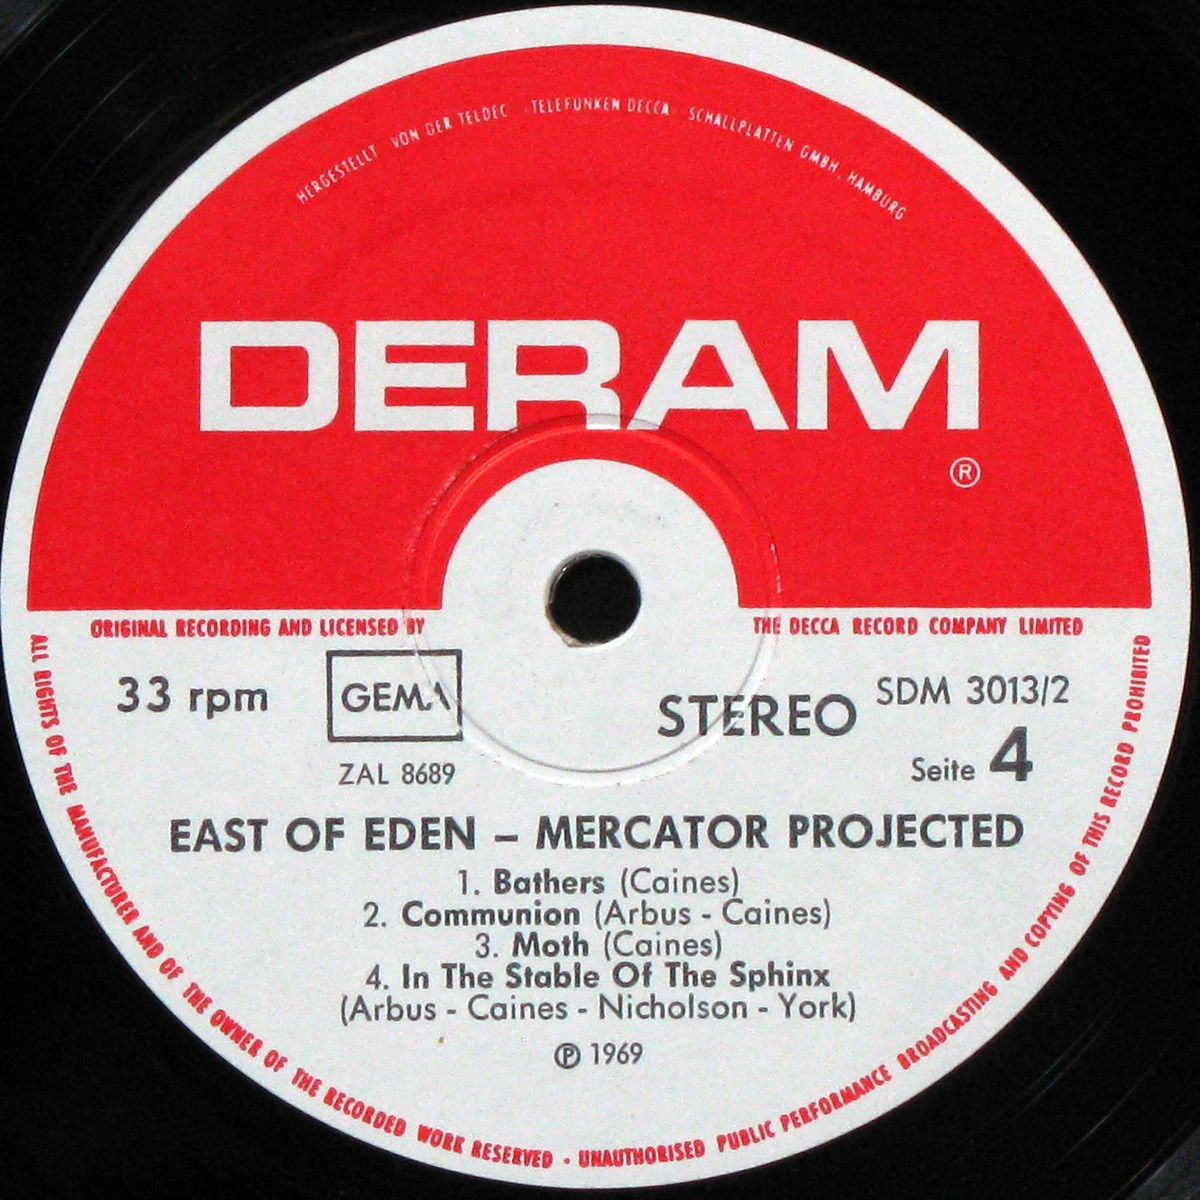 HERGESTELLT VON DER TELDEC »TELEFUNKEN DECCA« SCHALLPLATTEN GMBH, HAMBURG
DERAM
®
ORIGINAL RECORDING AND LICENSED BY THE DECCA RECORD COMPANY LIMITED
33 rpm
GEMA
STEREO
SDM 3013/2
ZAL 8689
Seite 4
EAST OF EDEN – MERCATOR PROJECTED
1. Bathers (Caines)
2. Communion (Arbus - Caines)
3. Moth (Caines)
4. In The Stable Of The Sphinx
(Arbus - Caines - Nicholson - York)
℗ 1969
ALL RIGHTS OF THE MANUFACTURER AND OF THE OWNER OF THE RECORDED WORK RESERVED · UNAUTHORISED PUBLIC PERFORMANCE BROADCASTING AND COPYING OF THIS RECORD PROHIBITED